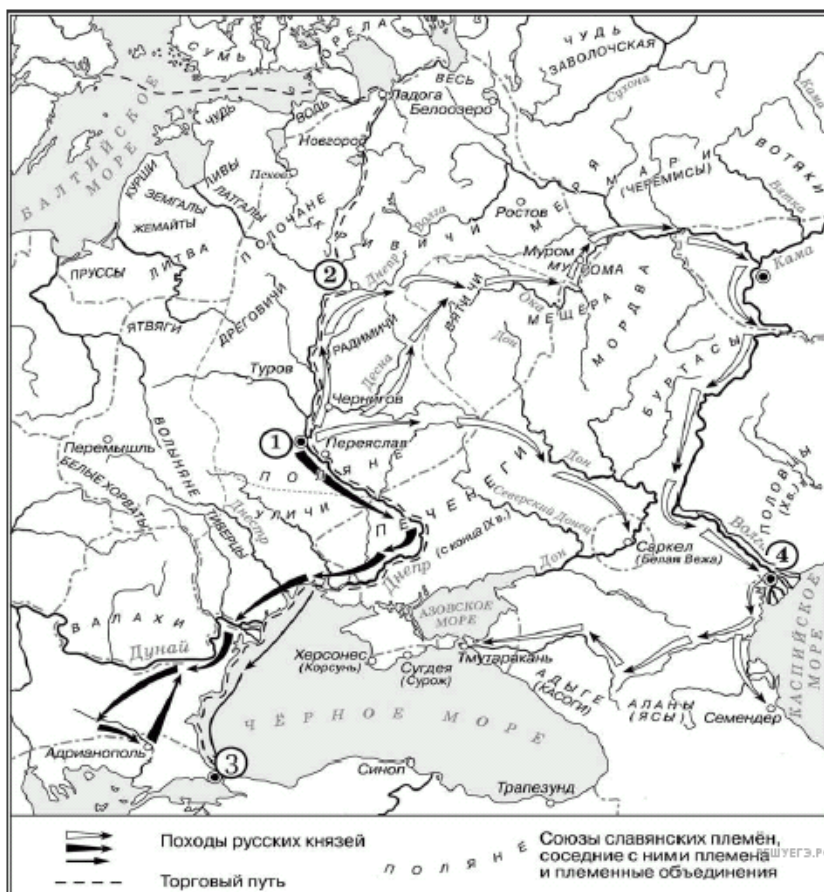 СУМЬ
КОРЕЛА
ЧУДЬ
ЗАВОЛОЧСКАЯ
Сухона
Кама
ВЕСЬ
Ладога
Белоозеро
БАЛТИЙСКОЕ
МОРЕ
ЧУДЬ
ВОДЬ
Новгород
Псков
КУРШИ
ЗЕМГАЛЫ
ЖЕМАЙТЫ
ЛИВЫ
ЛАТГАЛЫ
ПОЛОЧАНЕ
КРИВИЧИ
Волга
Ростов
МЕРЯ
МАРИ
(ЧЕРЕМИСЫ)
ВОТЯКИ
Вятка
ПРУССЫ
ЛИТВА
2
Днепр
Муром
МУРОМА
Кама
ЯТВЯГИ
ДРЕГОВИЧИ
РАДИМИЧИ
ВЯТИЧИ
Ока
МЕЩЕРА
МОРДВА
Дон
Десна
Туров
Чернигов
БУРТАСЫ
1
Переяслав
Перемышль
ВОЛЫНЯНЕ
БЕЛЫЕ ХОРВАТЫ
ПОЛЯНЕ
Дон
ПОЛОВЦЫ
(X в.)
Днестр
УЛИЧИ
ТИВЕРЦЫ
ПЕЧЕНЕГИ
(С конца IX в.)
Северский Донец
Волга
Саркел
(Белая Вежа)
4
Днепр
Дон
ВАЛАХИ
Дунай
АЗОВСКОЕ
МОРЕ
Херсонес
(Корсунь)
Сугдея
(Сурож)
Тмутаракань
АДЫГЕ
(КАСОГИ)
АЛАНЫ
(ЯСЫ)
Семендер
КАСПИЙСКОЕ
МОРЕ
ЧЁРНОЕ МОРЕ
Адрианополь
3
Синоп
Трапезунд
Походы русских князей
Торговый путь
ПОЛЯНЕ
Союзы славянских племён,
соседние с ними племена
и племенные объединения
РЕШУЕГЭ.РФ